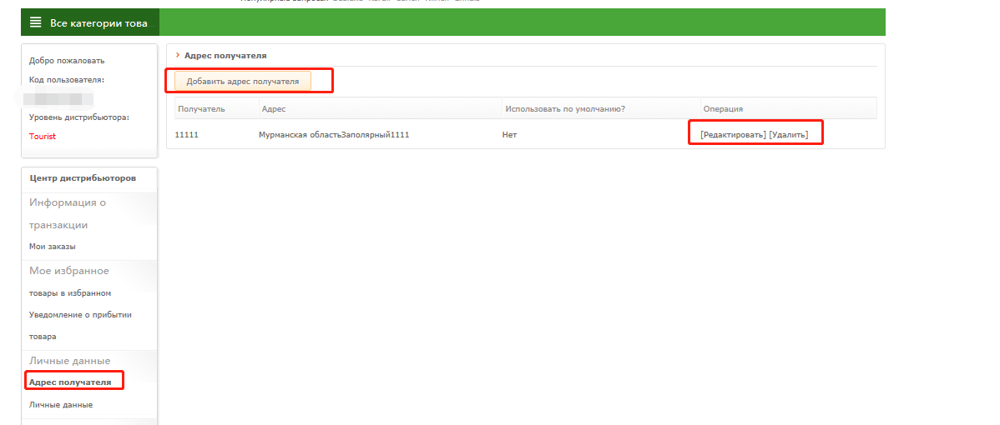 Все категории това
Добро пожаловать
Код пользователя:
Уровень дистрибьютора:
Tourist
Адрес получателя
Добавить адрес получателя
Получатель Адрес Использовать по умолчанию? Операция
11111 Мурманская областьЗаполярный1111 Нет [Редактировать] [Удалить]
Центр дистрибьюторов
Информация о
транзакции
Мои заказы
Мое избранное
товары в избранном
Уведомление о прибытии
товара
Личные данные
Адрес получателя
Личные данные